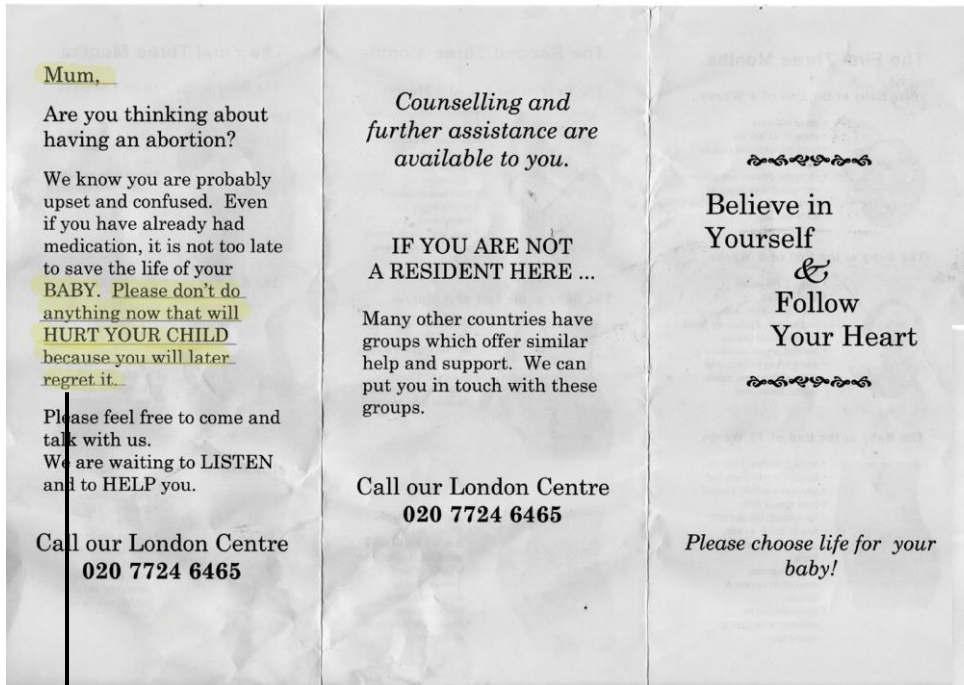 Mum,
Are you thinking about
having an abortion?
We know you are probably
upset and confused. Even
if you have already had
medication, it is not too late
to save the life of your
BABY. Please don't do
anything now that will
HURT YOUR CHILD
because you will later
regret it.
Please feel free to come and
talk with us.
We are waiting to LISTEN
and to HELP you.
Call our London Centre
020 7724 6465
Counselling and
further assistance are
available to you.
IF YOU ARE NOT
A RESIDENT HERE ...
Many other countries have
groups which offer similar
help and support. We can
put you in touch with these
groups.
Call our London Centre
020 7724 6465
Believe in
Yourself
&
Follow
Your Heart
Please choose life for your
baby!